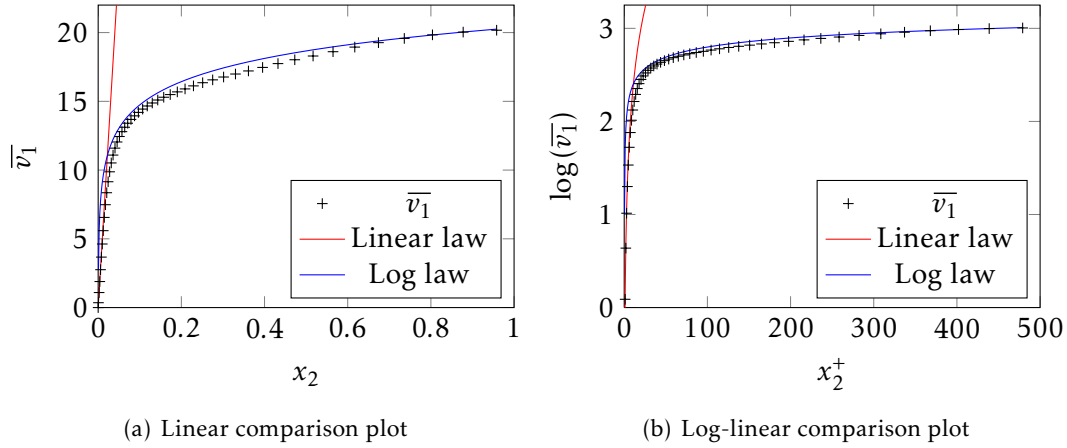 20
15
10
5
0
0
0.2
0.4
0.6
0.8
1
x₂
v̅₁
v̅₁
Linear law
Log law
(a) Linear comparison plot
3
2
1
0
0
100
200
300
400
500
x₂⁺
log(v̅₁)
v̅₁
Linear law
Log law
(b) Log-linear comparison plot